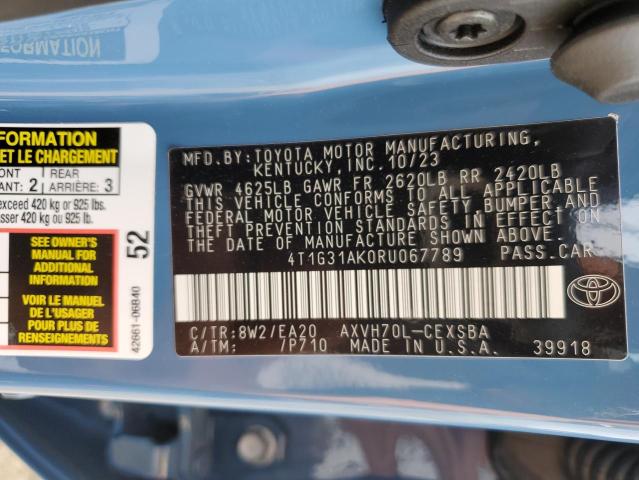 FORMATION
FORMATION
ET LE CHARGEMENT
ONT 2 REAR
ANT: 2 ARRIÈRE: 3
exceed 420 kg or 925 lbs.
sser 420 kg ou 925 lb.
SEE OWNER'S
MANUAL FOR
ADDITIONAL
INFORMATION
VOIR LE MANUEL
DE L'USAGER
POUR PLUS DE
RENSEIGNEMENTS
52
42661-06840
MFD.BY: TOYOTA MOTOR MANUFACTURING,
KENTUCKY, INC. 10/23
GVWR 4625LB GAWR FR 2620LB RR 2420LB
THIS VEHICLE CONFORMS TO ALL APPLICABLE
FEDERAL MOTOR VEHICLE SAFETY BUMPER, AND
THEFT PREVENTION STANDARDS IN EFFECT ON
THE DATE OF MANUFACTURE SHOWN ABOVE.
4T1G31AK0RU067789 PASS.CAR
C/TR: 8W2/EA20 AXVH70L-CEXSBA
A/TM: 7P710 MADE IN U.S.A. 39918